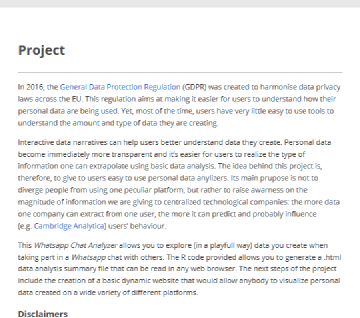 Project
In 2016, the General Data Protection Regulation (GDPR) was created to harmonise data privacy
laws across the EU. This regulation aims at making it easier for users to understand how their
personal data are being used. Yet, most of the time, users have very little easy to use tools to
understand the amount and type of data they are creating.
Interactive data narratives can help users better understand data they create. Personal data
become immediately more transparent and it's easier for users to realize the type of
information one can extrapolate using basic data analysis. The idea behind this project is,
therefore, to give to users easy to use personal data anylizers. Its main prupose is not to
diverge people from using one peculiar platform, but rather to raise awarness on the
magnitude of information we are giving to centralized technological companies: the more data
one company can extract from one user, the more it can predict and probably influence
(e.g. Cambridge Analytica) users' behaviour.
This Whatsapp Chat Analyzer allows you to explore (in a playfull way) data you create when
taking part in a Whatsapp chat with others. The R code provided allows you to generate a .html
data analysis summary file that can be read in any web browser. The next steps of the project
include the creation of a basic dynamic website that would allow anybody to visualize personal
data created on a wide variety of different platforms.
Disclaimers